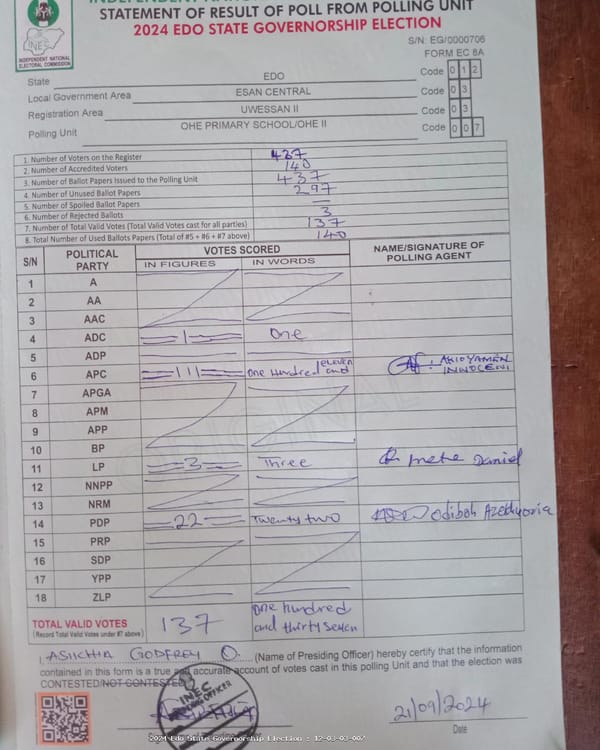 STATEMENT OF RESULT OF POLL FROM POLLING UNIT
2024 EDO STATE GOVERNORSHIP ELECTION
INEC
INDEPENDENT NATIONAL ELECTORAL COMMISSION
S/N: EG/0000706
FORM EC 8A
State EDO Code 0 1 2
Local Government Area ESAN CENTRAL Code 0 3
Registration Area UWESSAN II Code 0 3
Polling Unit OHE PRIMARY SCHOOL/OHE II Code 0 0 7
1. Number of Voters on the Register 437
2. Number of Accredited Voters 140
3. Number of Ballot Papers Issued to the Polling Unit 437
4. Number of Unused Ballot Papers 297
5. Number of Spoiled Ballot Papers —
6. Number of Rejected Ballots 3
7. Number of Total Valid Votes (Total Valid Votes cast for all parties) 137
8. Total Number of Used Ballots Papers (Total of #5 + #6 + #7 above) 140
S/N POLITICAL PARTY VOTES SCORED NAME/SIGNATURE OF POLLING AGENT
IN FIGURES IN WORDS
1 A
2 AA
3 AAC
4 ADC 1 One
5 ADP
6 APC 111 One Hundred and eleven AKIOYAMEN INNOCENT
7 APGA
8 APM
9 APP
10 BP
11 LP 3 Three Daniel
12 NNPP
13 NRM
14 PDP 22 Twenty two Odiboh
15 PRP
16 SDP
17 YPP
18 ZLP
TOTAL VALID VOTES 137 One hundred and thirty seven
(Record Total Valid Votes under #7 above)
I, GODFREY O. (Name of Presiding Officer) hereby certify that the information
contained in this form is a true and accurate account of votes cast in this polling Unit and that the election was
CONTESTED/NOT CONTESTED
INEC
OFFICER
21/09/2024
Date
2024 Edo State Governorship Election : 12-03-03-007